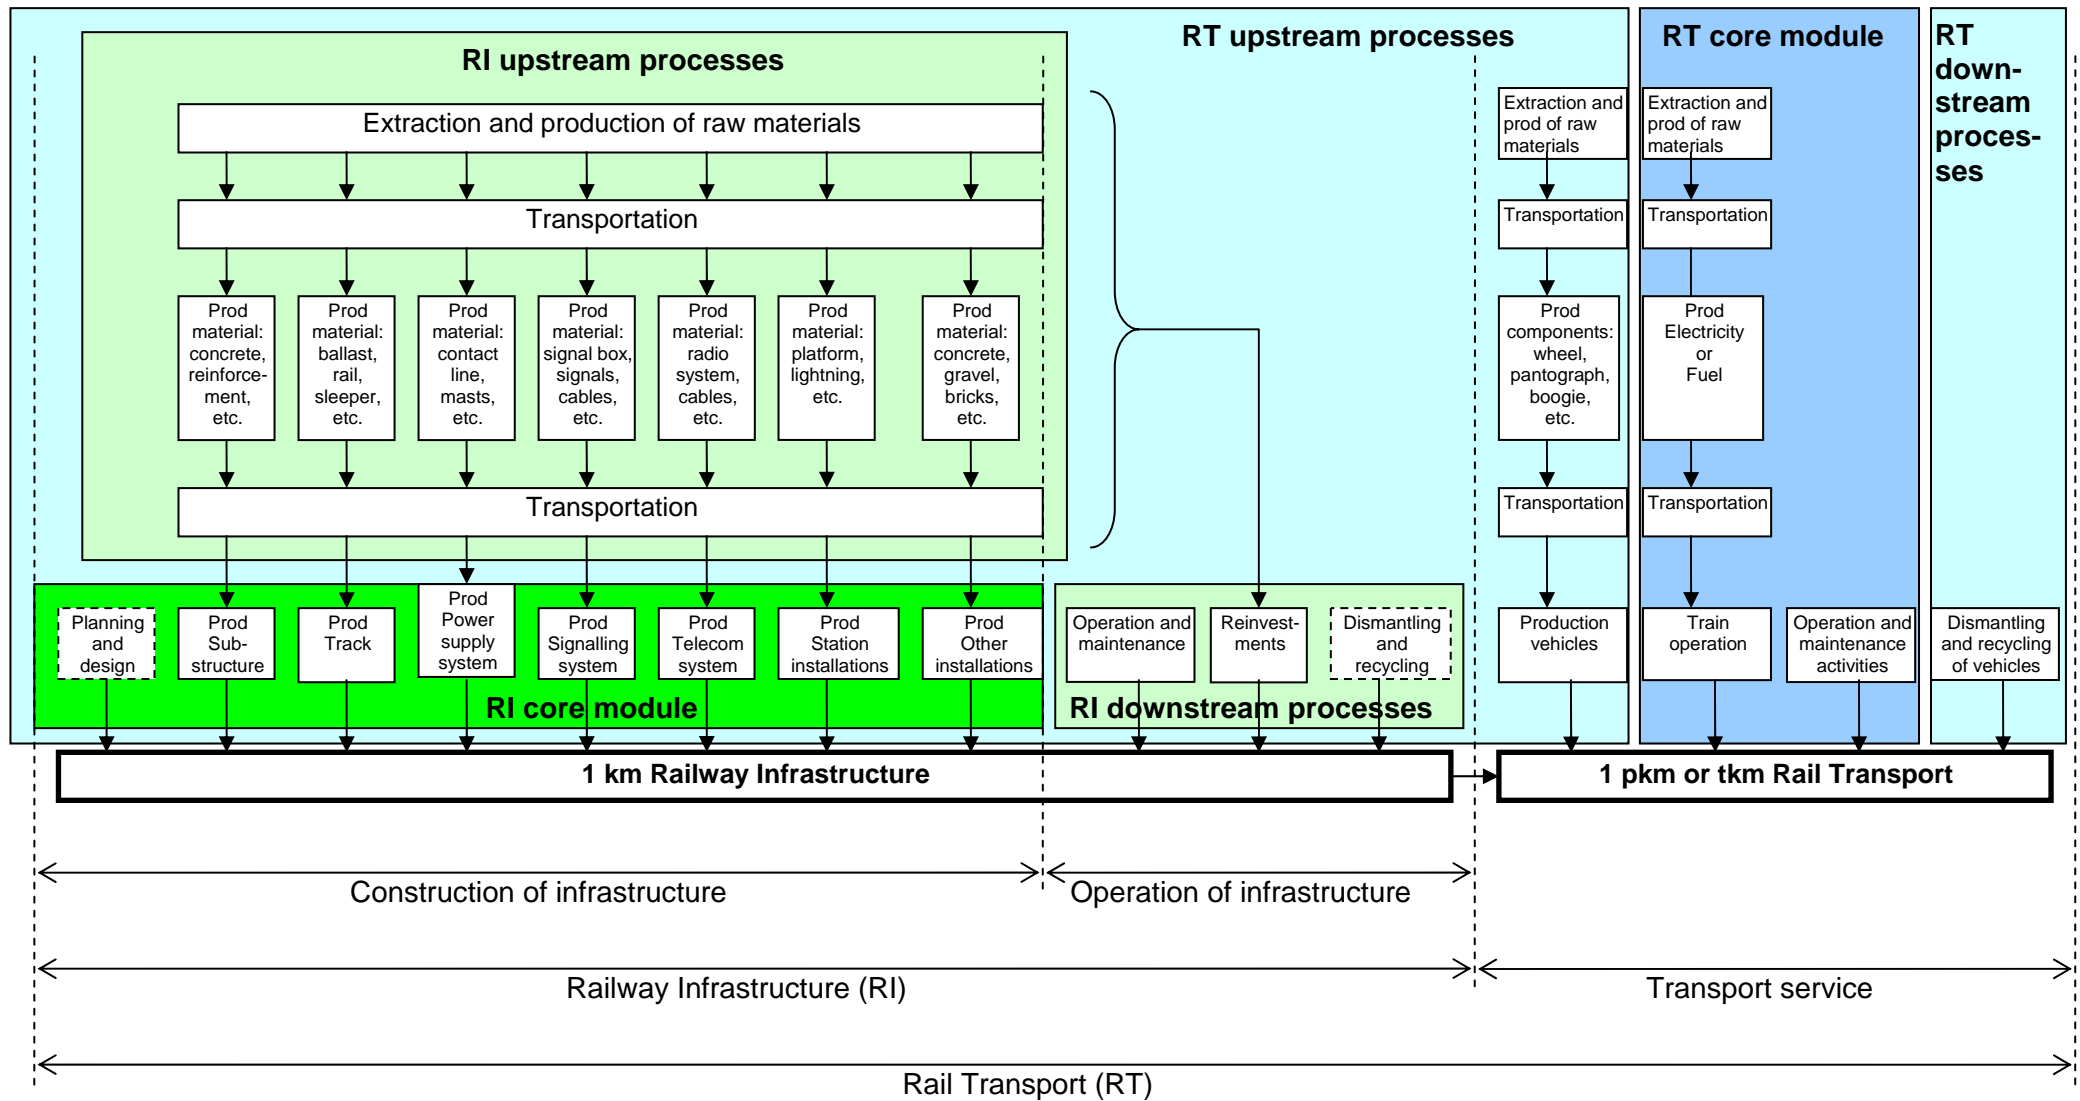 RI upstream processes
RT upstream processes
RT core module
RT
down-
stream
proces-
ses
Extraction and production of raw materials
Transportation
Prod
material:
concrete,
reinforce-
ment,
etc.
Prod
material:
ballast,
rail,
sleeper,
etc.
Prod
material:
contact
line,
masts,
etc.
Prod
material:
signal box,
signals,
cables,
etc.
Prod
material:
radio
system,
cables,
etc.
Prod
material:
platform,
lightning,
etc.
Prod
material:
concrete,
gravel,
bricks,
etc.
Transportation
Extraction and
prod of raw
materials
Transportation
Prod
components:
wheel,
pantograph,
boogie,
etc.
Transportation
Extraction and
prod of raw
materials
Transportation
Prod
Electricity
or
Fuel
Transportation
Planning
and
design
Prod
Sub-
structure
Prod
Track
Prod
Power
supply
system
Prod
Signalling
system
Prod
Telecom
system
Prod
Station
installations
Prod
Other
installations
RI core module
Operation and
maintenance
Reinvest-
ments
Dismantling
and
recycling
RI downstream processes
Production
vehicles
Train
operation
Operation and
maintenance
activities
Dismantling
and recycling
of vehicles
1 km Railway Infrastructure
1 pkm or tkm Rail Transport
Construction of infrastructure
Operation of infrastructure
Railway Infrastructure (RI)
Transport service
Rail Transport (RT)